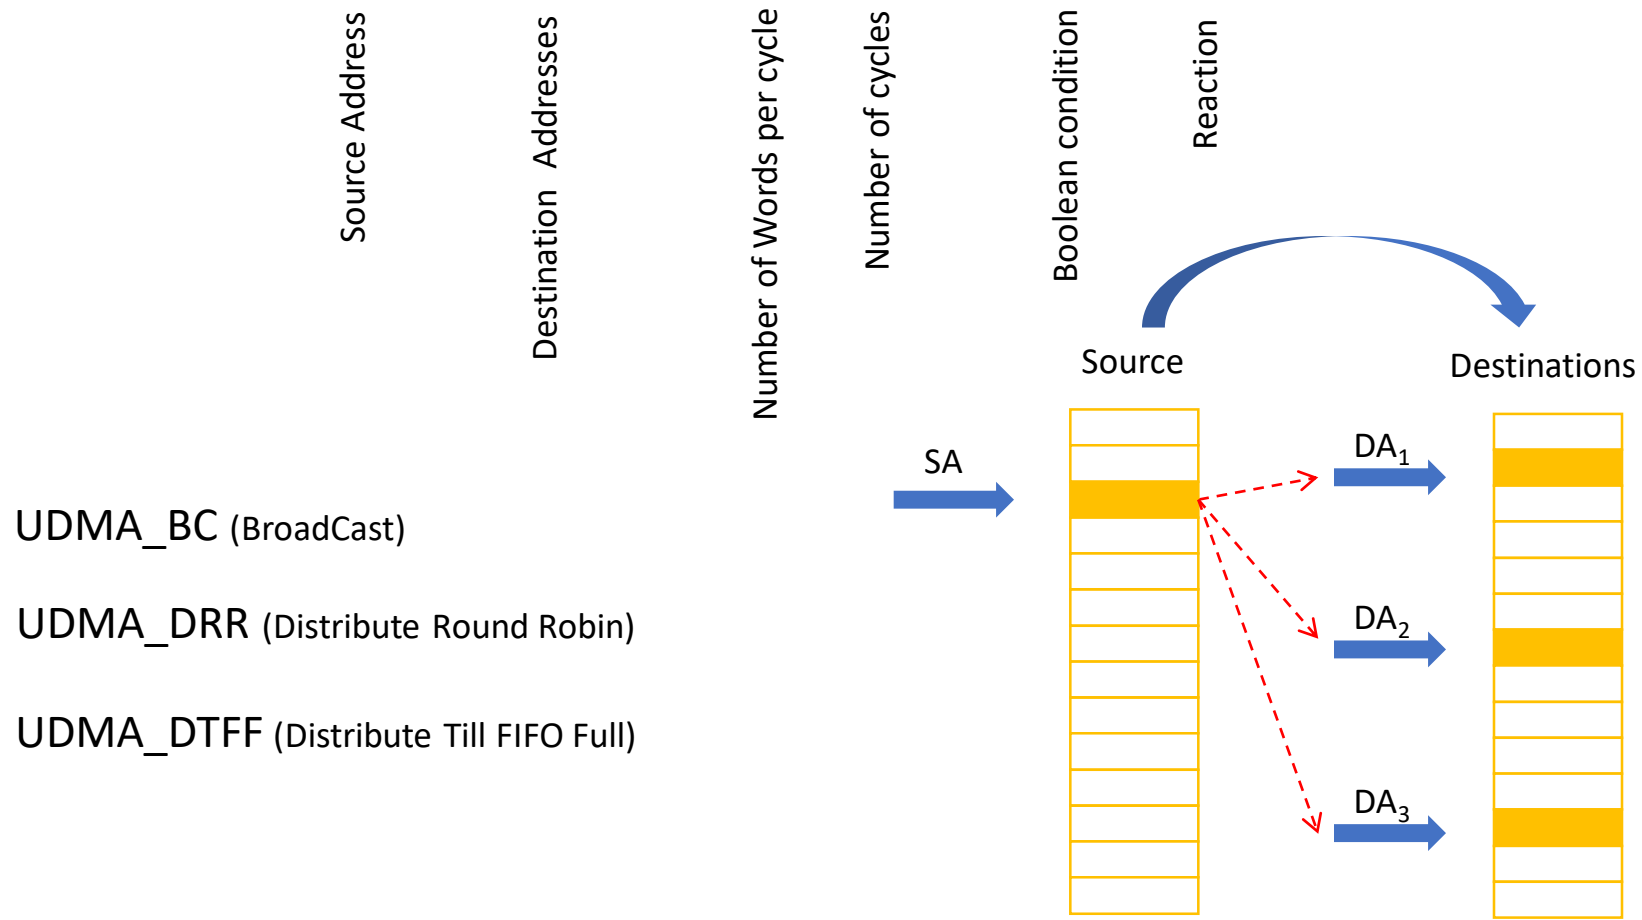 Source Address
Destination Addresses
Number of Words per cycle
Number of cycles
Boolean condition
Reaction
Source
Destinations
SA
DA1
UDMA_BC (BroadCast)
UDMA_DRR (Distribute Round Robin)
DA2
UDMA_DTFF (Distribute Till FIFO Full)
DA3